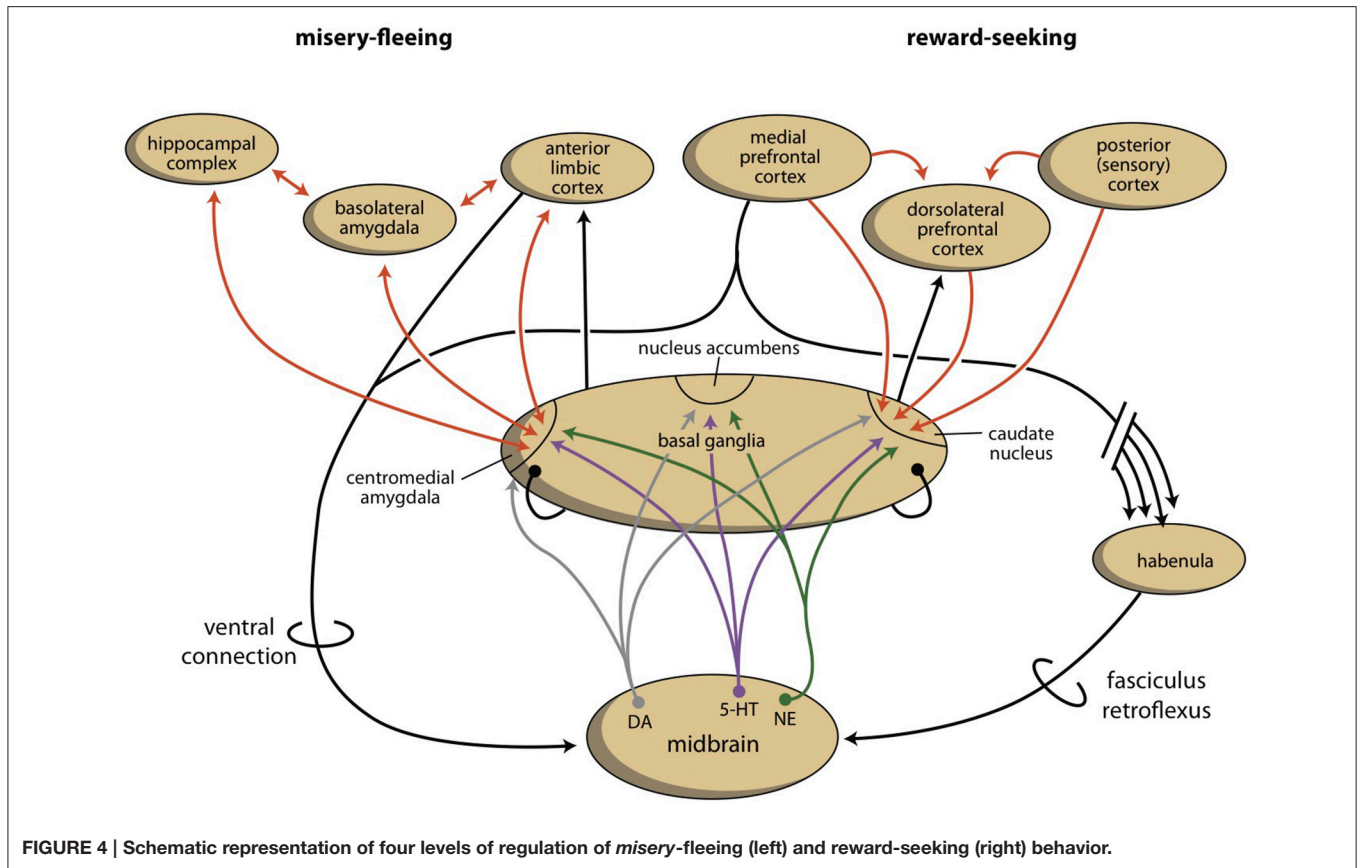 misery-fleeing
reward-seeking
hippocampal
complex
basolateral
amygdala
anterior
limbic
cortex
medial
prefrontal
cortex
dorsolateral
prefrontal
cortex
posterior
(sensory)
cortex
nucleus accumbens
basal ganglia
centromedial
amygdala
caudate
nucleus
habenula
ventral
connection
fasciculus
retroflexus
DA
5-HT
NE
midbrain
FIGURE 4 | Schematic representation of four levels of regulation of misery-fleeing (left) and reward-seeking (right) behavior.